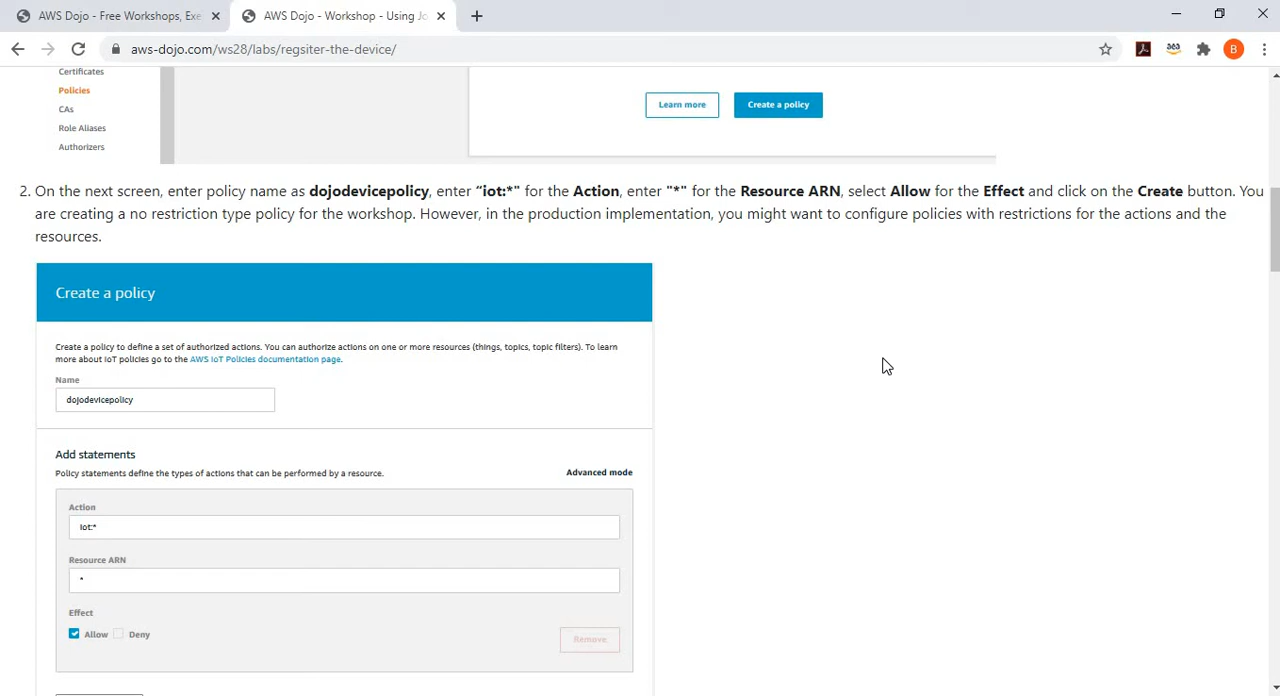 AWS Dojo - Free Workshops, Exe
AWS Dojo - Workshop - Using Jo
aws-dojo.com/ws28/labs/regsiter-the-device/
B
Certificates
Policies
CAs
Role Aliases
Authorizers
Learn more
Create a policy
2. On the next screen, enter policy name as dojodevicepolicy, enter “iot:*" for the Action, enter "*" for the Resource ARN, select Allow for the Effect and click on the Create button. You
are creating a no restriction type policy for the workshop. However, in the production implementation, you might want to configure policies with restrictions for the actions and the
resources.
Create a policy
Create a policy to define a set of authorized actions. You can authorize actions on one or more resources (things, topics, topic filters). To learn
more about IoT policies go to the AWS IoT Policies documentation page.
Name
dojodevicepolicy
Add statements
Policy statements define the types of actions that can be performed by a resource.
Advanced mode
Action
iot:*
Resource ARN
*
Effect
Allow
Deny
Remove